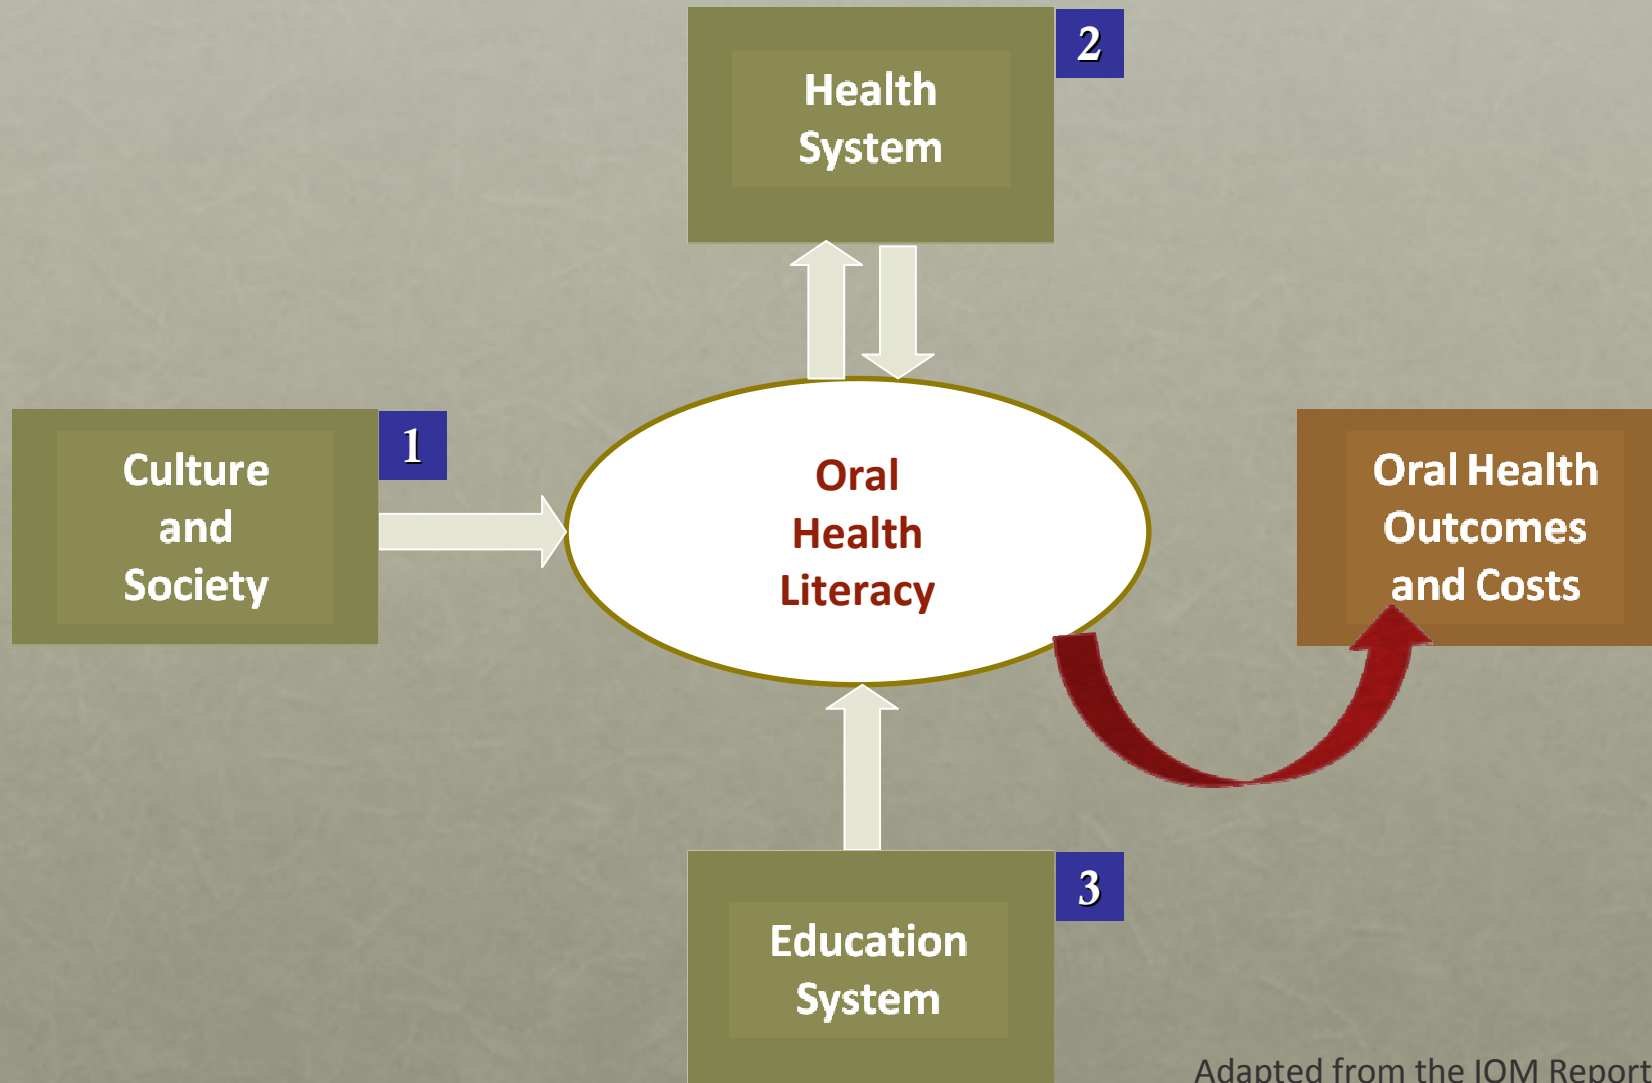 2
Health
System
1
Culture
and
Society
Oral
Health
Literacy
Oral Health
Outcomes
and Costs
3
Education
System
Adapted from the IOM Report